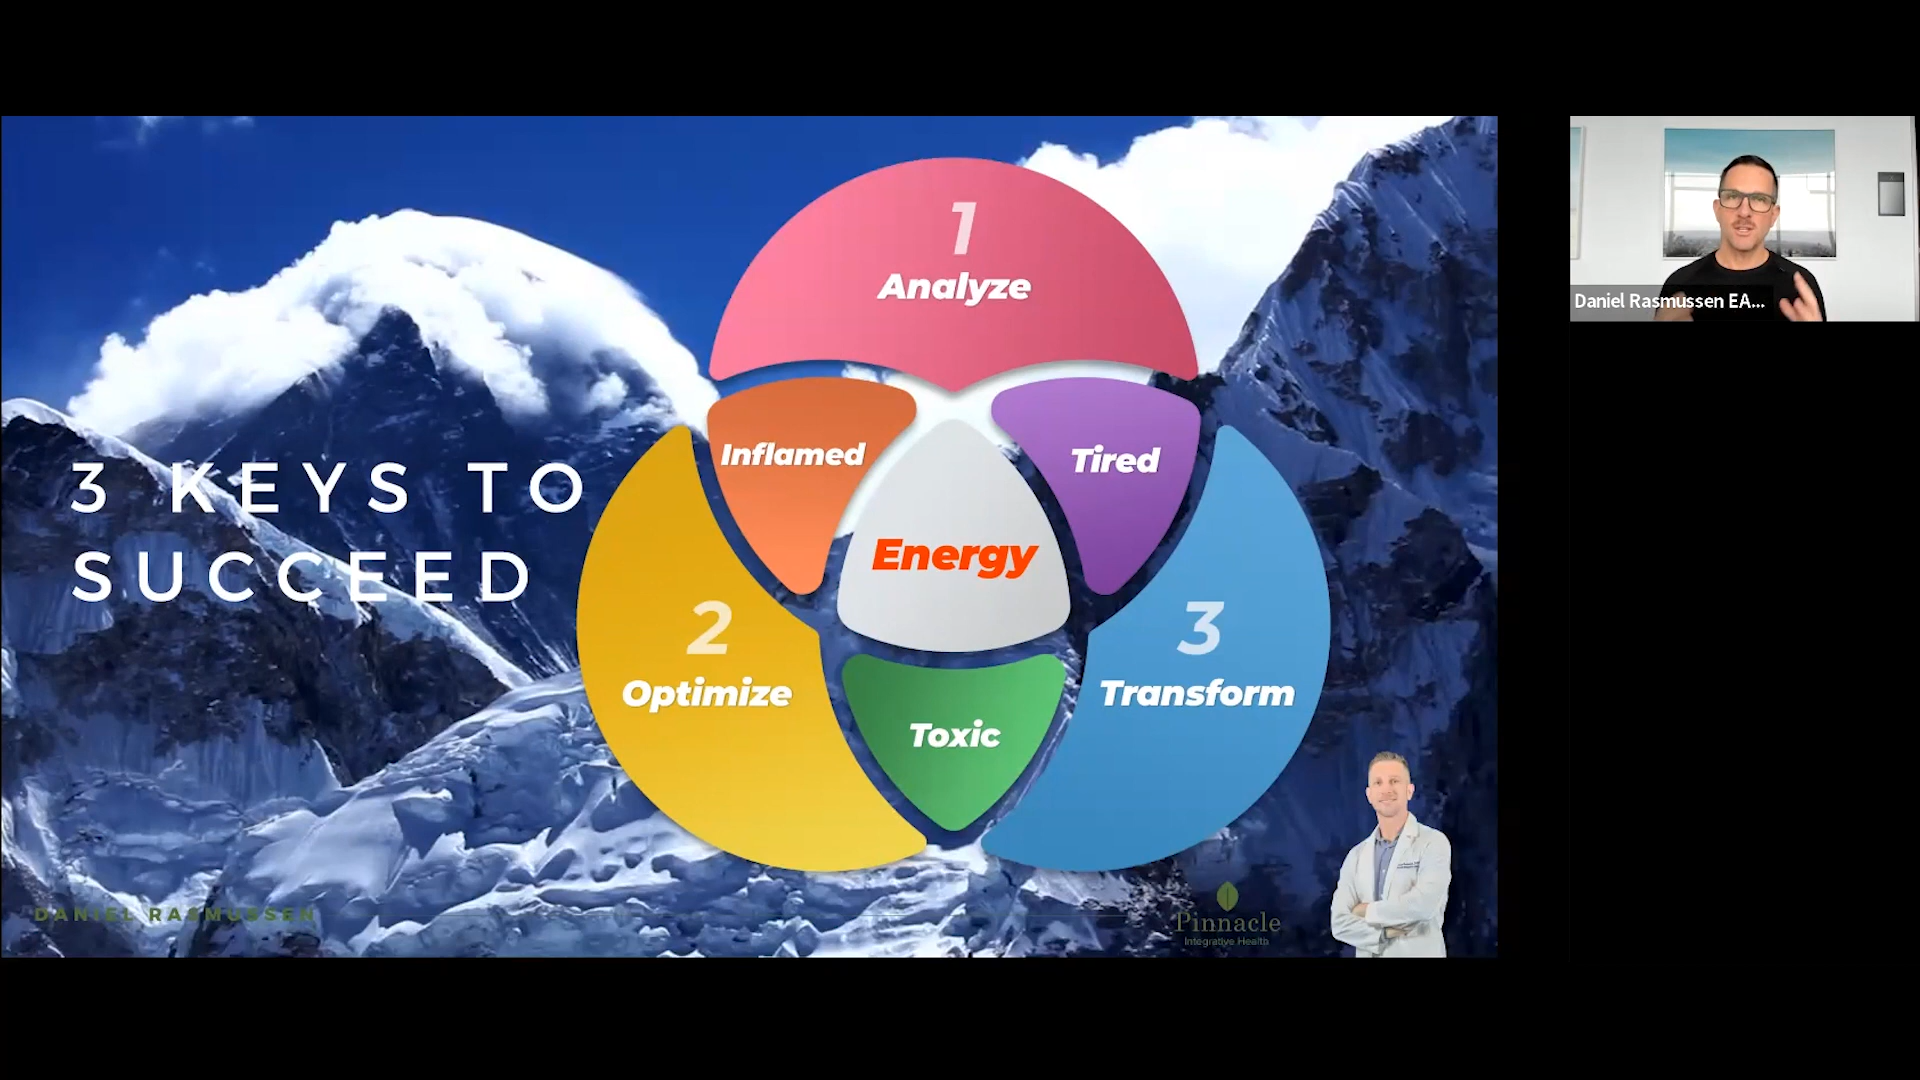 3 KEYS TO
SUCCEED
1
Analyze
Inflamed
Tired
Energy
2
Optimize
3
Transform
Toxic
DANIEL RASMUSSEN
Pinnacle
Integrative Health
Daniel Rasmussen EA...